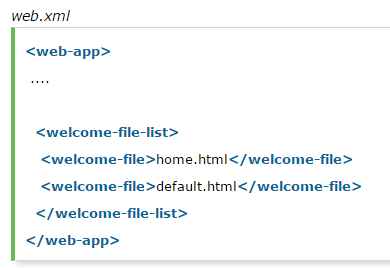 web.xml
<web-app>
....
<welcome-file-list>
<welcome-file>home.html</welcome-file>
<welcome-file>default.html</welcome-file>
</welcome-file-list>
</web-app>